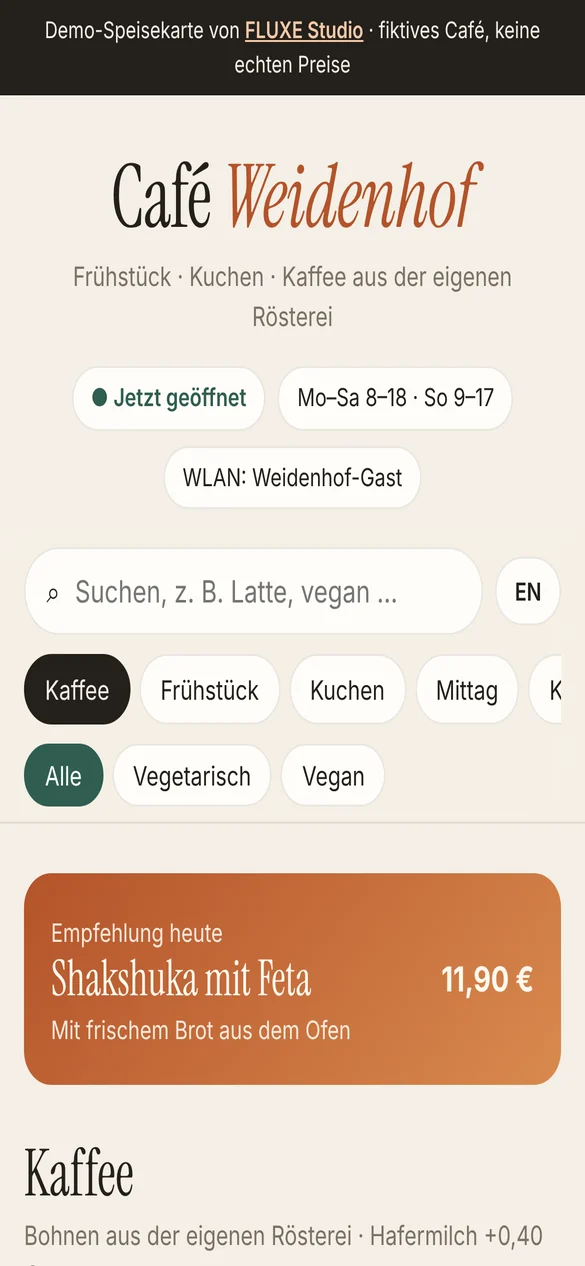 Demo-Speisekarte von FLUXE Studio · fiktives Café, keine
echten Preise
Café Weidenhof
Frühstück · Kuchen · Kaffee aus der eigenen
Rösterei
Jetzt geöffnet
Mo–Sa 8–18 · So 9–17
WLAN: Weidenhof-Gast
Suchen, z. B. Latte, vegan ...
EN
Kaffee
Frühstück
Kuchen
Mittag
K
Alle
Vegetarisch
Vegan
Empfehlung heute
Shakshuka mit Feta
11,90 €
Mit frischem Brot aus dem Ofen
Kaffee
Bohnen aus der eigenen Rösterei · Hafermilch +0,40